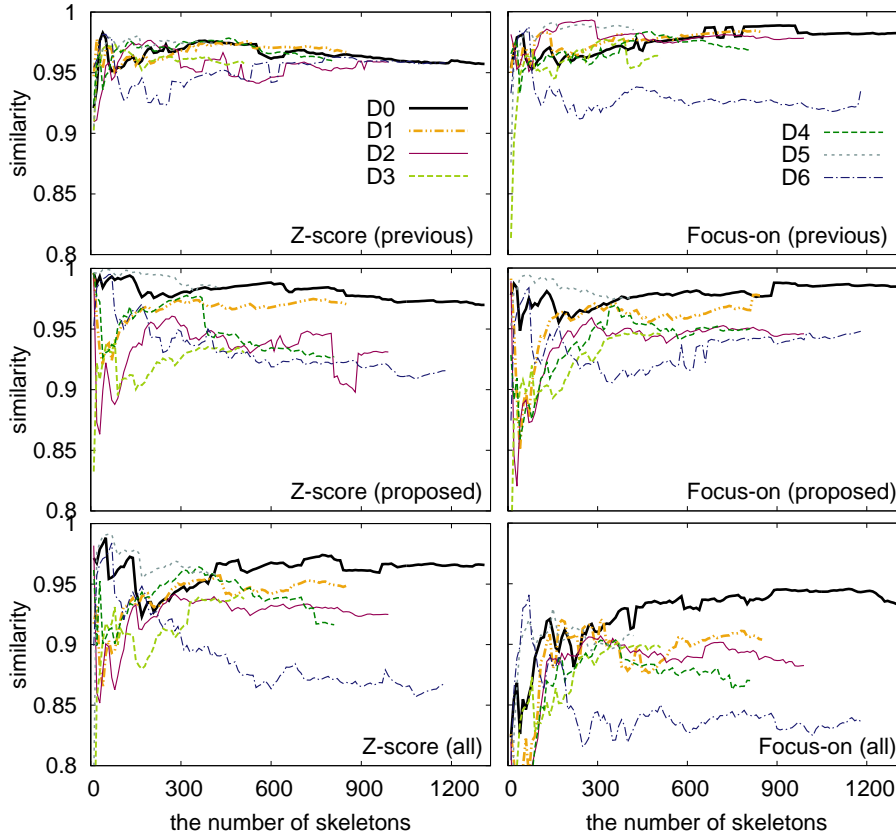 1
0.95
0.9
0.85
0.8
similarity
D0
D1
D2
D3
Z-score (previous)
D4
D5
D6
Focus-on (previous)
1
0.95
0.9
0.85
0.8
similarity
Z-score (proposed)
Focus-on (proposed)
1
0.95
0.9
0.85
0.8
similarity
Z-score (all)
Focus-on (all)
0 300 600 900 1200
0 300 600 900 1200
the number of skeletons
the number of skeletons